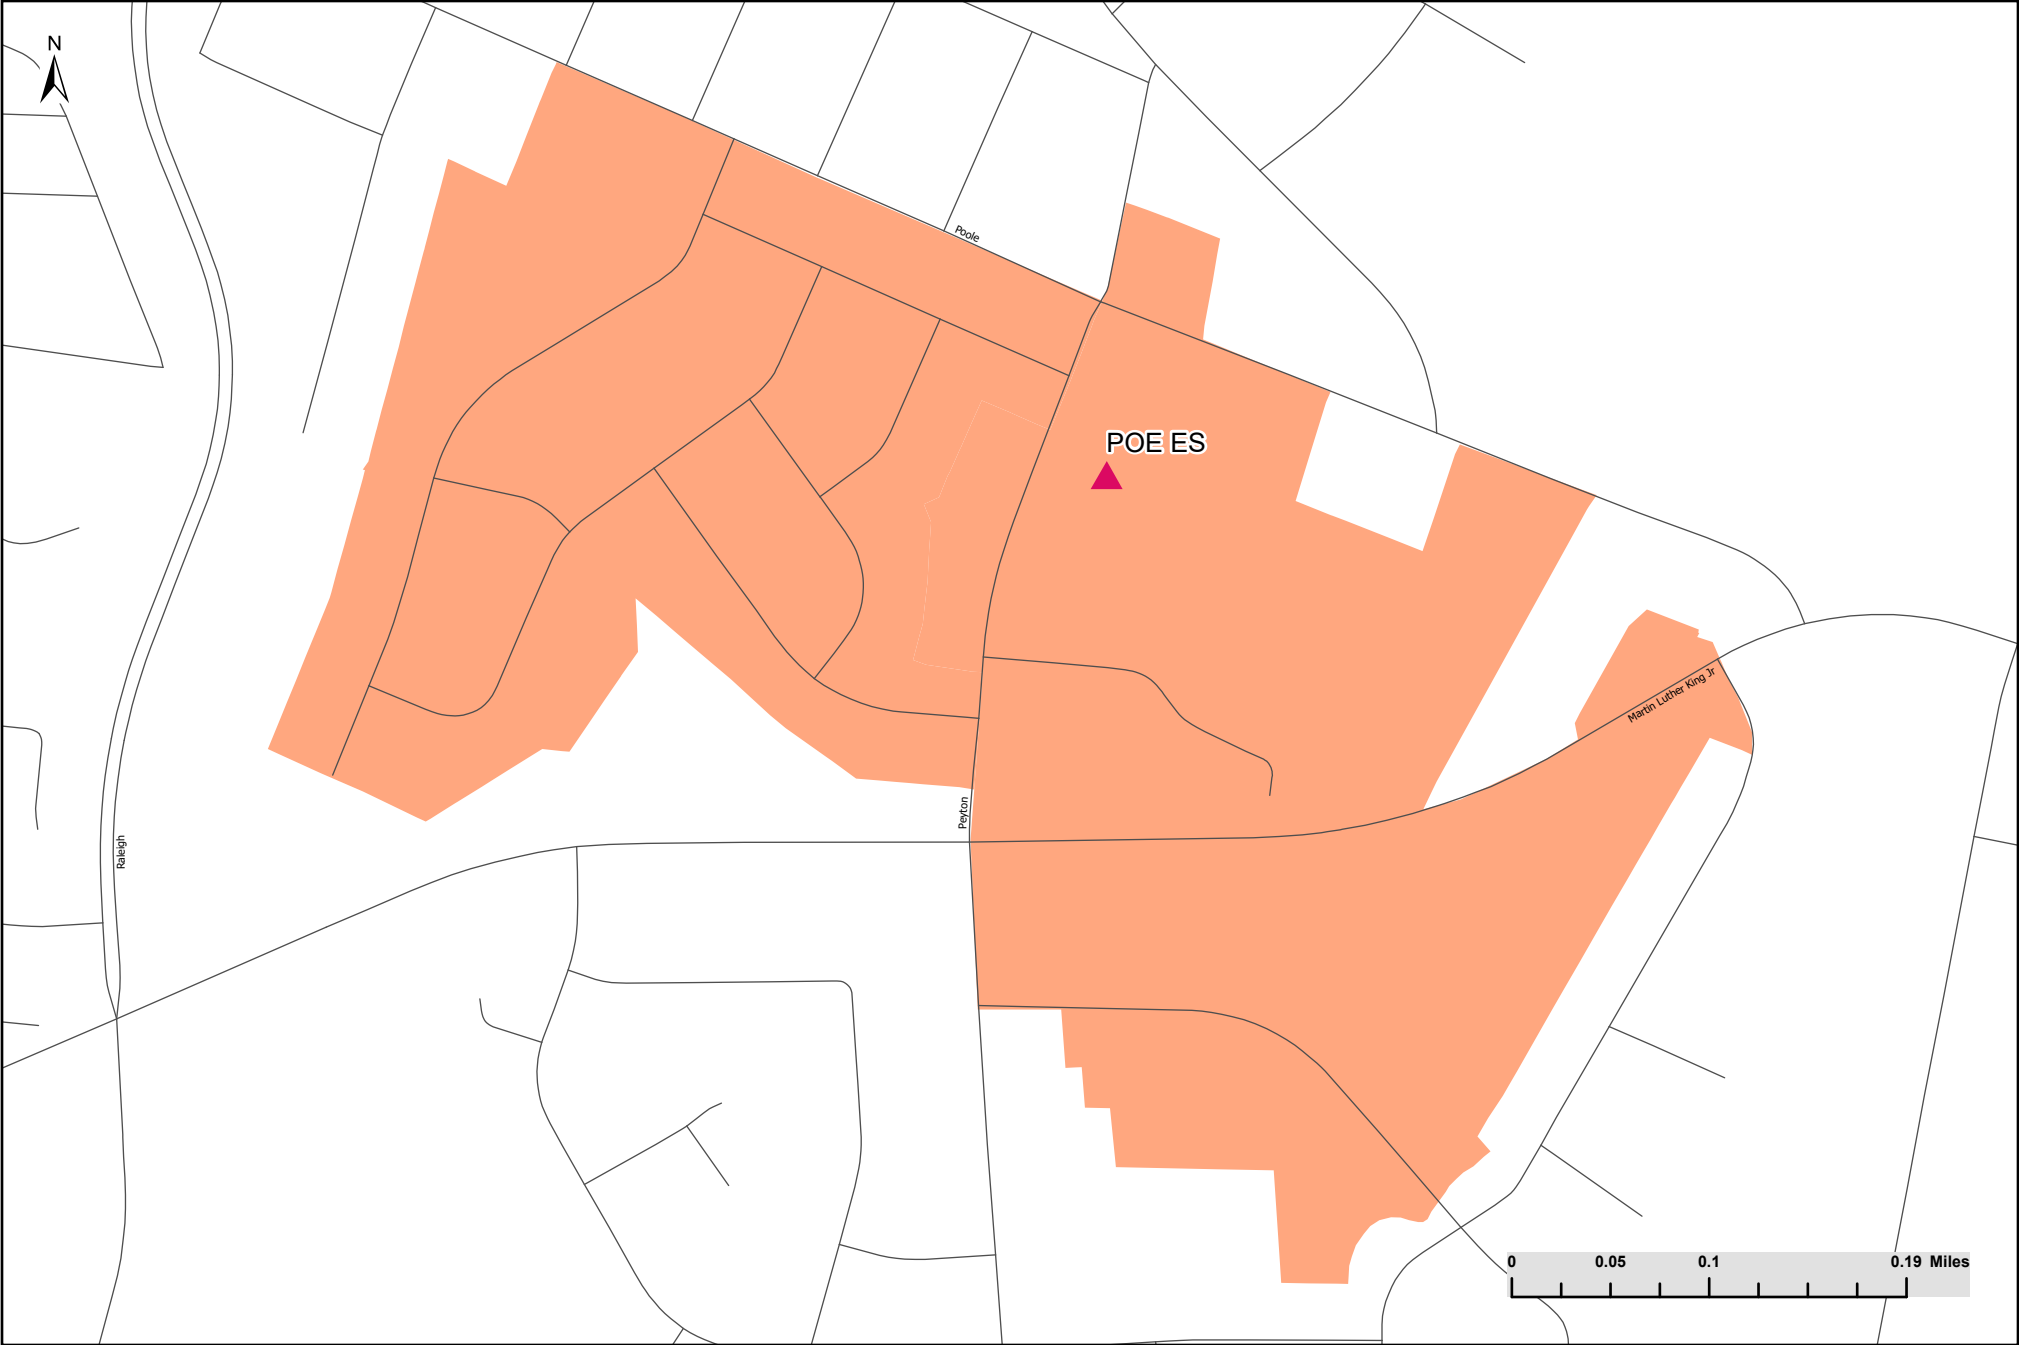 N
Poole
POE ES
Martin Luther King Jr
Peyton
Raleigh
0 0.05 0.1 0.19 Miles